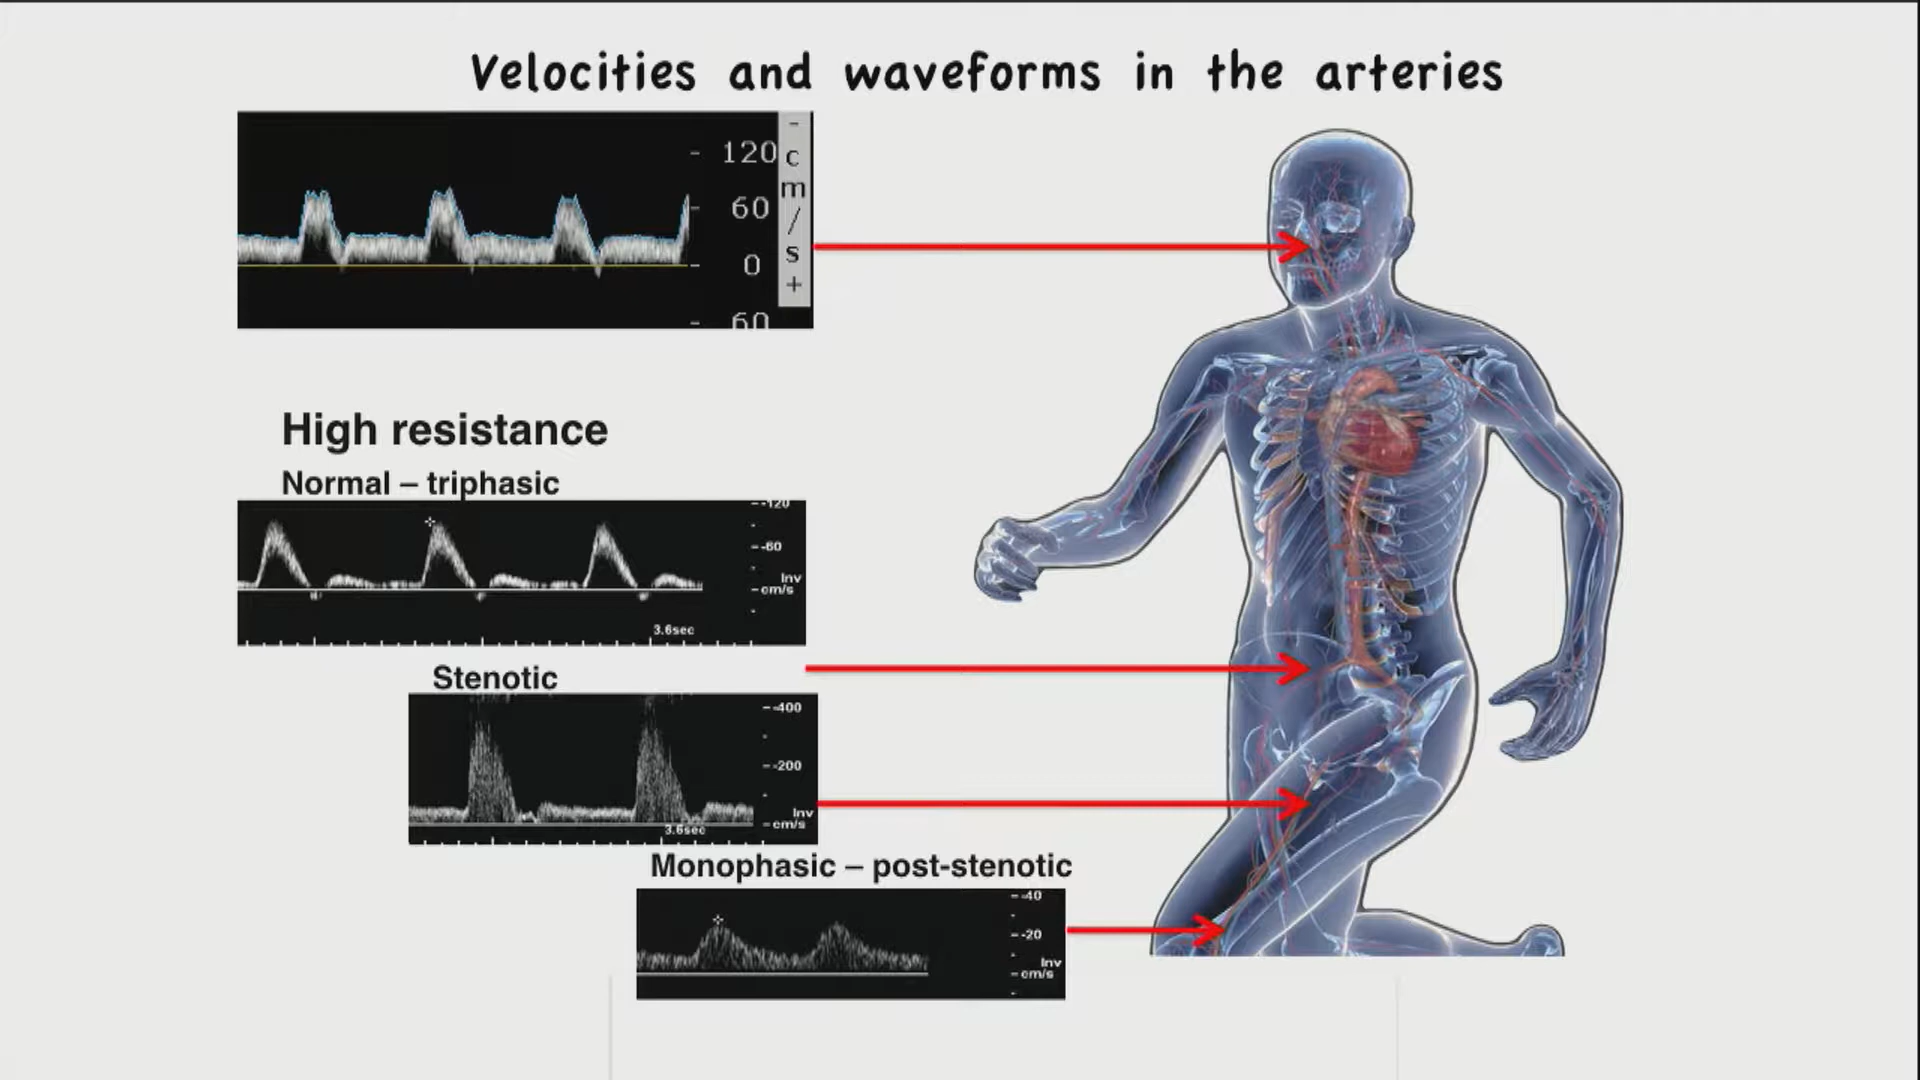 Velocities and waveforms in the arteries
- 120
- 60
- 0
- 60
-
c
m
/
s
+
High resistance
Normal – triphasic
-120
-60
Inv
cm/s
3.6sec
Stenotic
-400
-200
Inv
cm/s
3.6sec
Monophasic – post-stenotic
-40
-20
Inv
cm/s